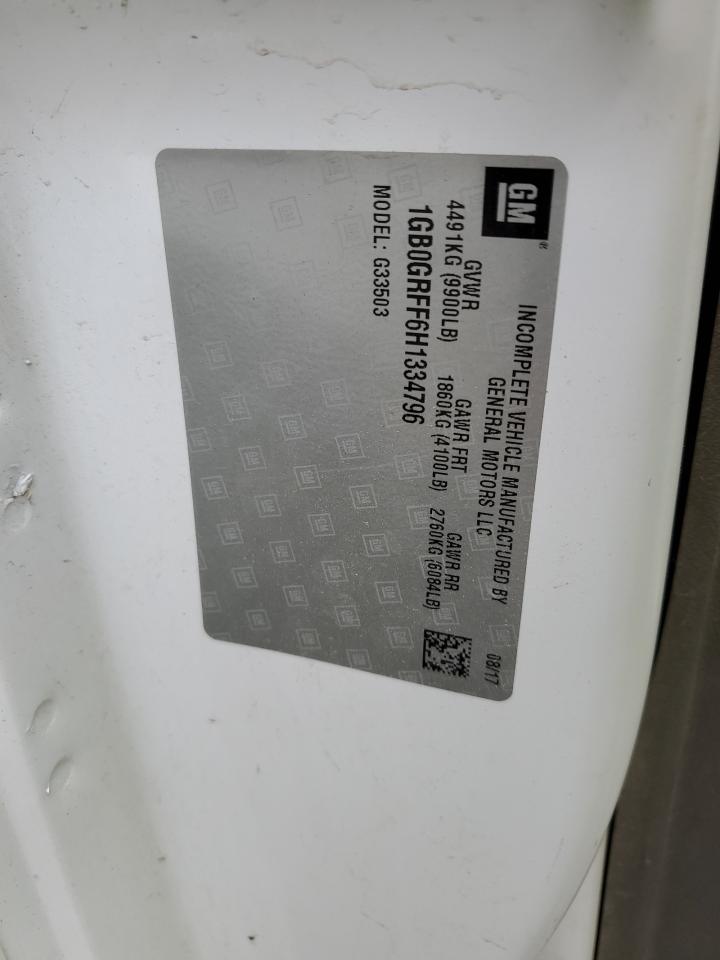 GM
INCOMPLETE VEHICLE MANUFACTURED BY
GENERAL MOTORS LLC
08/17
GVWR GAWR FRT GAWR RR
4491KG (9900LB) 1860KG (4100LB) 2760KG (6084LB)
1GB0GRFF6H1334796
MODEL: G33503